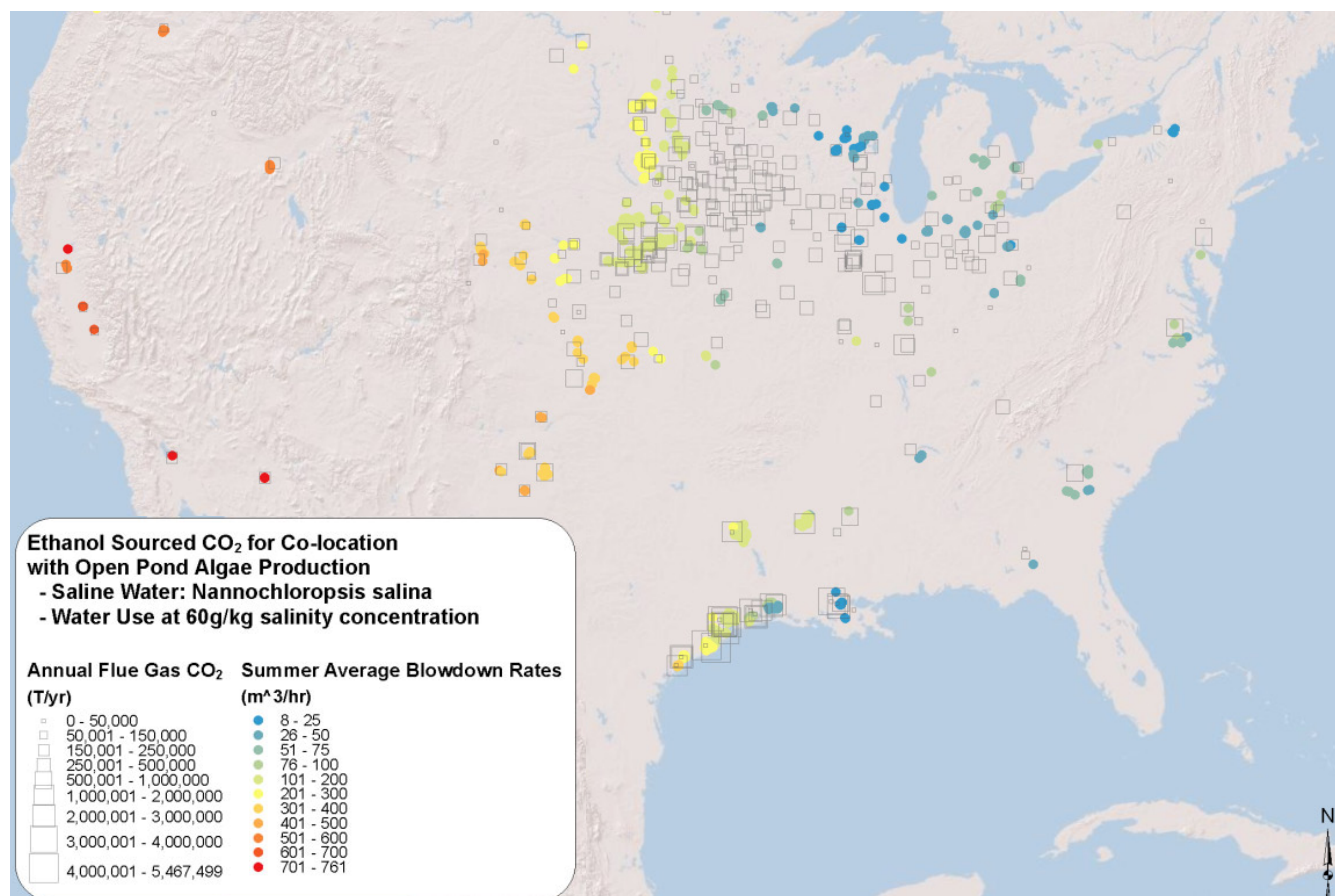 Ethanol Sourced CO₂ for Co-location
with Open Pond Algae Production
- Saline Water: Nannochloropsis salina
- Water Use at 60g/kg salinity concentration
Annual Flue Gas CO₂
(T/yr)
0 - 50,000
50,001 - 150,000
150,001 - 250,000
250,001 - 500,000
500,001 - 1,000,000
1,000,001 - 2,000,000
2,000,001 - 3,000,000
3,000,001 - 4,000,000
4,000,001 - 5,467,499
Summer Average Blowdown Rates
(m^3/hr)
8 - 25
26 - 50
51 - 75
76 - 100
101 - 200
201 - 300
301 - 400
401 - 500
501 - 600
601 - 700
701 - 761
N